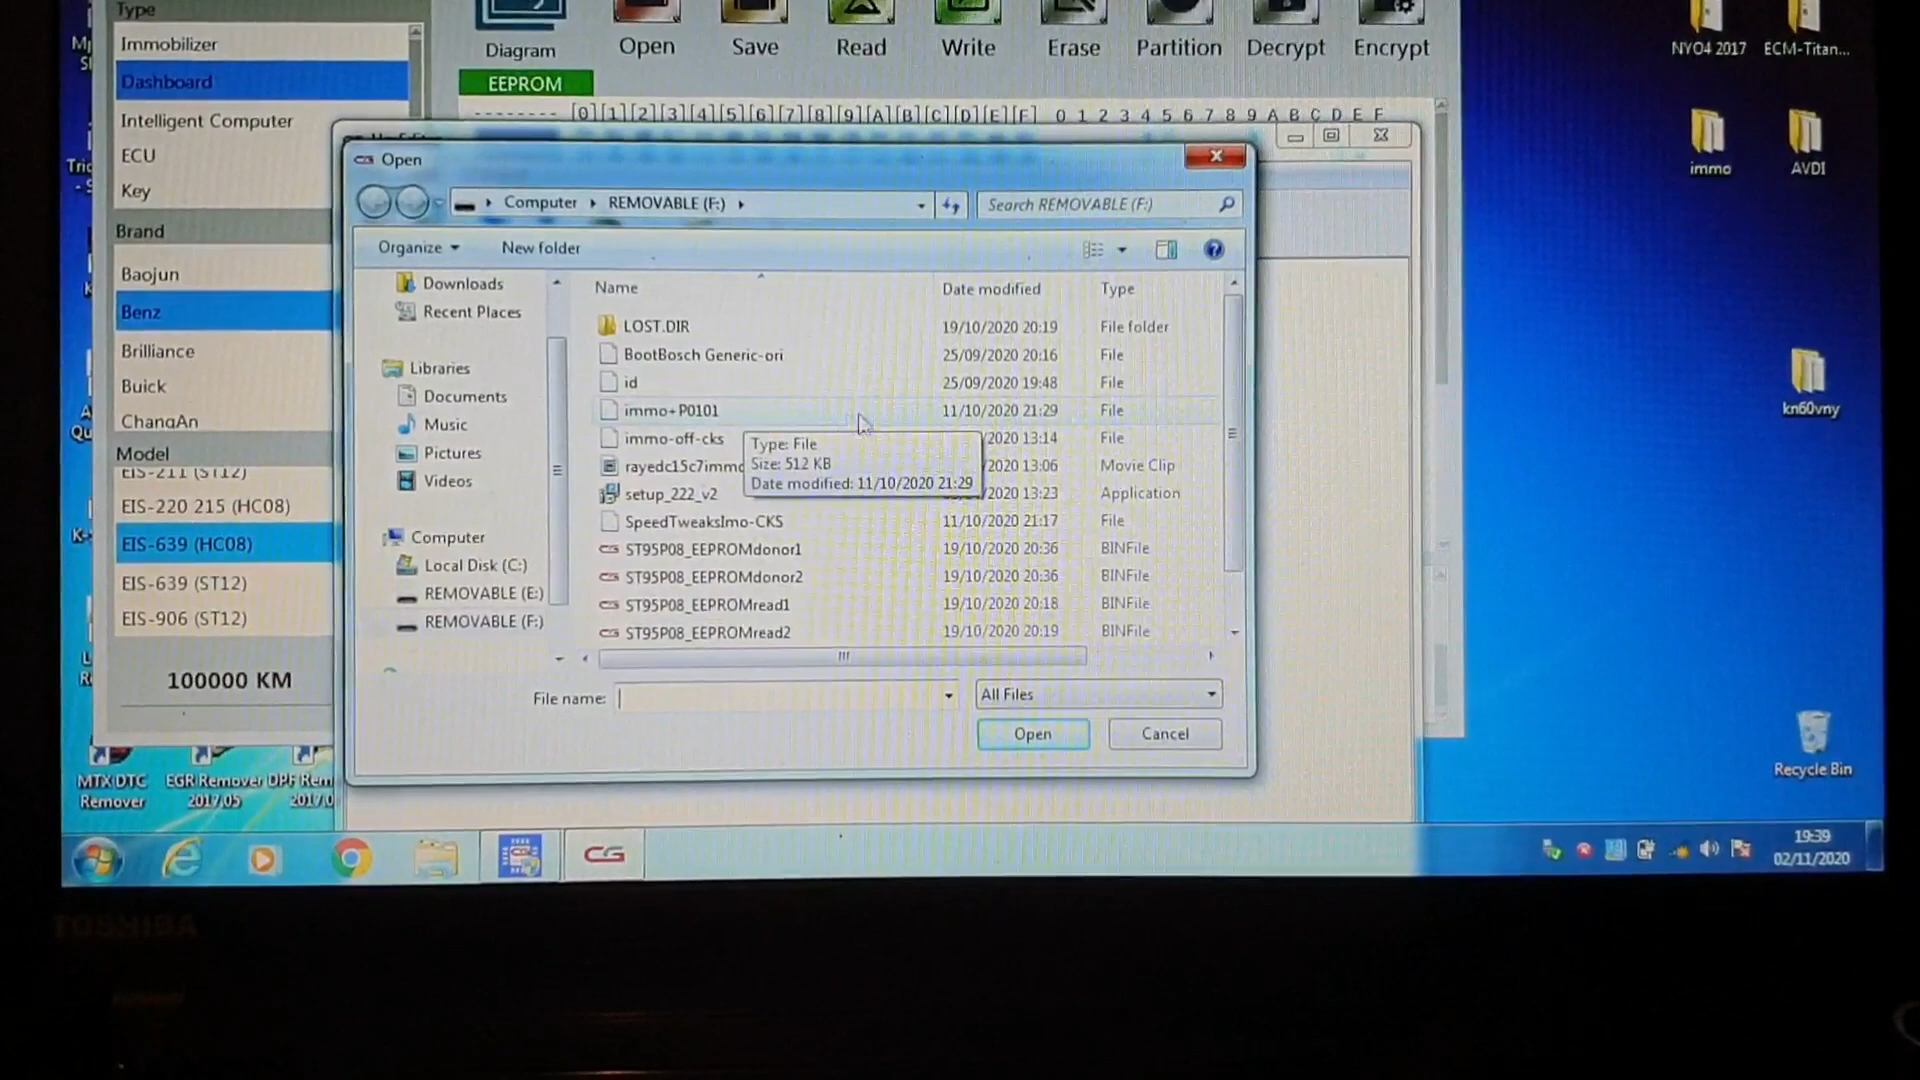 Type
Immobilizer
Dashboard
Intelligent Computer
ECU
Key
Brand
Baojun
Benz
Brilliance
Buick
ChangAn
Model
EIS-211 (ST12)
EIS-220 215 (HC08)
EIS-639 (HC08)
EIS-639 (ST12)
EIS-906 (ST12)
100000 KM
Diagram
Open
Save
Read
Write
Erase
Partition
Decrypt
Encrypt
EEPROM
-------- [0][1][2][3][4][5][6][7][8][9][A][B][C][D][E][F] 0 1 2 3 4 5 6 7 8 9 A B C D E F
Open
Computer
REMOVABLE (F:)
Search REMOVABLE (F:)
Organize
New folder
Downloads
Recent Places
Libraries
Documents
Music
Pictures
Videos
Computer
Local Disk (C:)
REMOVABLE (E:)
REMOVABLE (F:)
Name Date modified Type
LOST.DIR 19/10/2020 20:19 File folder
BootBosch Generic-ori 25/09/2020 20:16 File
id 25/09/2020 19:48 File
immo+P0101 11/10/2020 21:29 File
immo-off-cks /2020 13:14 File
rayedc15c7immo /2020 13:06 Movie Clip
setup_222_v2 /2020 13:23 Application
SpeedTweaksImo-CKS 11/10/2020 21:17 File
ST95P08_EEPROMdonor1 19/10/2020 20:36 BINFile
ST95P08_EEPROMdonor2 19/10/2020 20:36 BINFile
ST95P08_EEPROMread1 19/10/2020 20:18 BINFile
ST95P08_EEPROMread2 19/10/2020 20:19 BINFile
Type: File
Size: 512 KB
Date modified: 11/10/2020 21:29
File name:
All Files
Open
Cancel
NYO4 2017
ECM-Titan...
immo
AVDI
kn60vny
Recycle Bin
MTX DTC
Remover
EGR Remover
2017.05
DPF Rem
2017.0
CG
19:39
02/11/2020
TOSHIBA